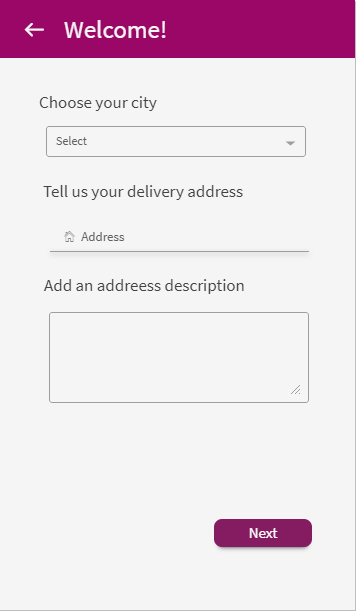 Welcome!
Choose your city
Select
Tell us your delivery address
Address
Add an addreess description
Next